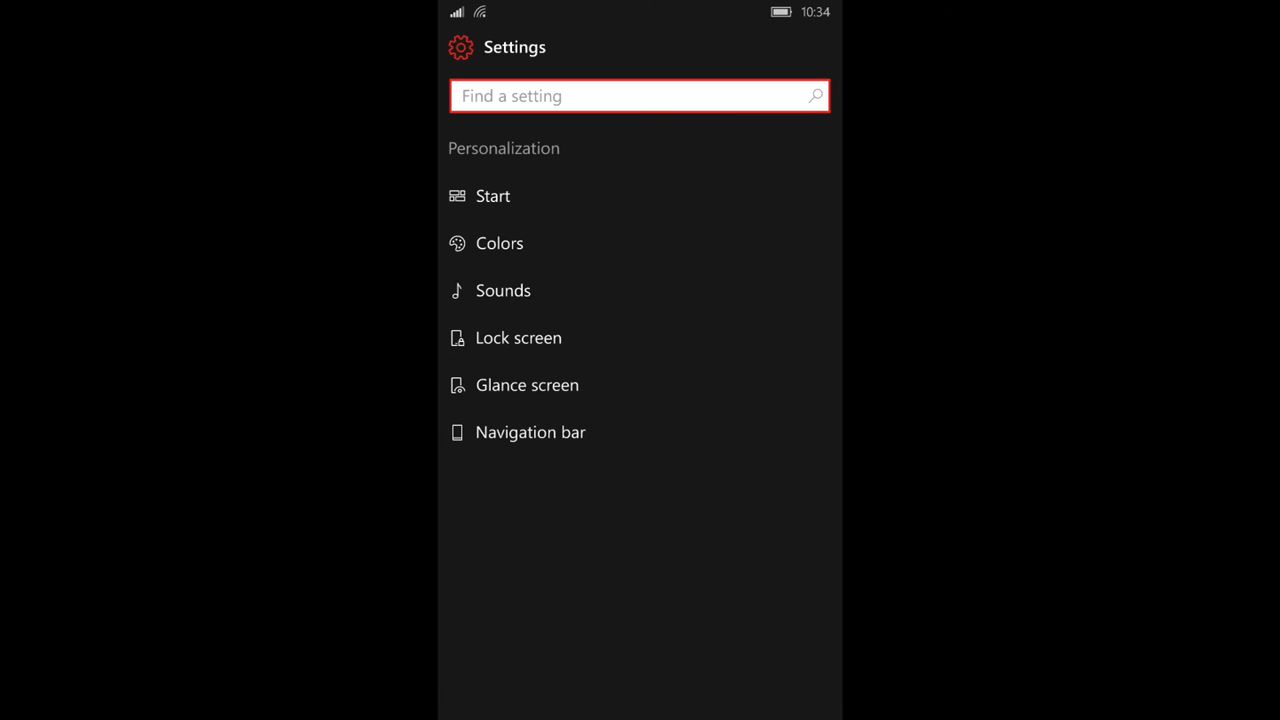 10:34
Settings
Find a setting
Personalization
Start
Colors
Sounds
Lock screen
Glance screen
Navigation bar